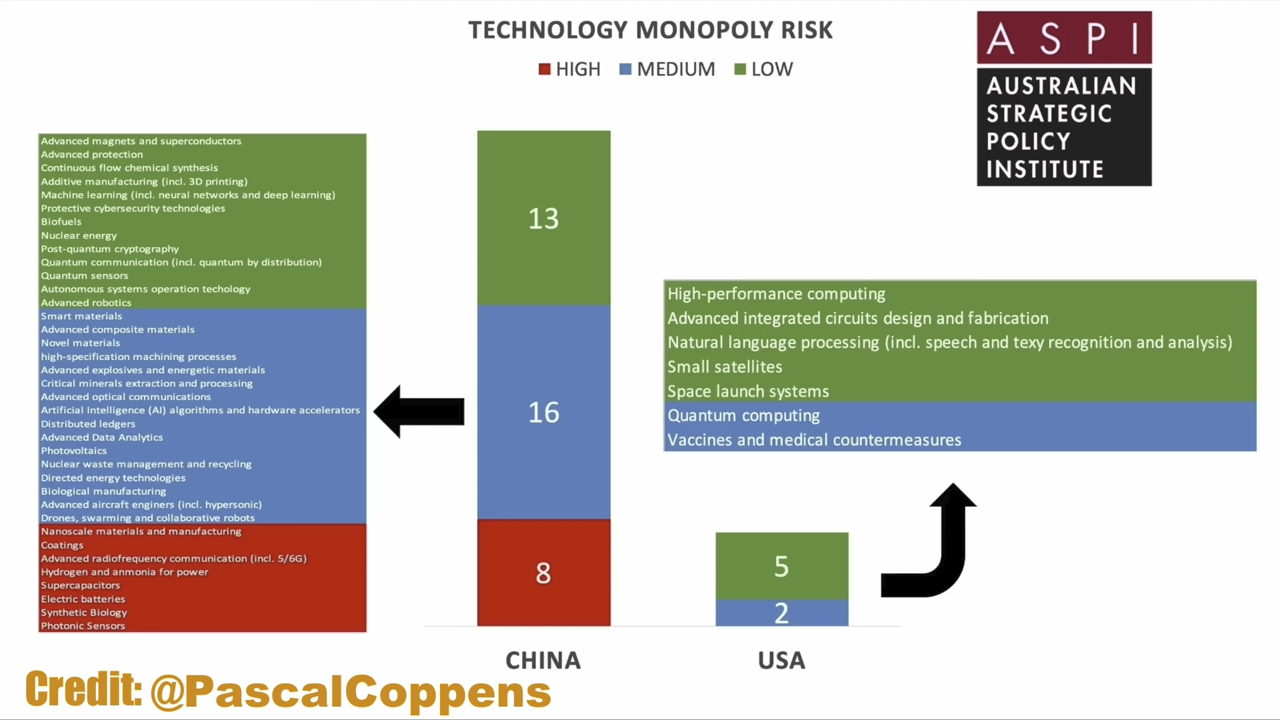 TECHNOLOGY MONOPOLY RISK
HIGH MEDIUM LOW
ASPI
AUSTRALIAN
STRATEGIC
POLICY
INSTITUTE
Advanced magnets and superconductors
Advanced protection
Continuous flow chemical synthesis
Additive manufacturing (incl. 3D printing)
Machine learning (incl. neural networks and deep learning)
Protective cybersecurity technologies
Biofuels
Nuclear energy
Post-quantum cryptography
Quantum communication (incl. quantum by distribution)
Quantum sensors
Autonomous systems operation techology
Advanced robotics
Smart materials
Advanced composite materials
Novel materials
high-specification machining processes
Advanced explosives and energetic materials
Critical minerals extraction and processing
Advanced optical communications
Artificial Intelligence (AI) algorithms and hardware accelerators
Distributed ledgers
Advanced Data Analytics
Photovoltaics
Nuclear waste management and recycling
Directed energy technologies
Biological manufacturing
Advanced aircraft enginers (incl. hypersonic)
Drones, swarming and collaborative robots
Nanoscale materials and manufacturing
Coatings
Advanced radiofrequency communication (incl. 5/6G)
Hydrogen and anmonia for power
Supercapacitors
Electric batteries
Synthetic Biology
Photonic Sensors
13
16
8
High-performance computing
Advanced integrated circuits design and fabrication
Natural language processing (incl. speech and texy recognition and analysis)
Small satellites
Space launch systems
Quantum computing
Vaccines and medical countermeasures
5
2
CHINA
USA
Credit: @PascalCoppens